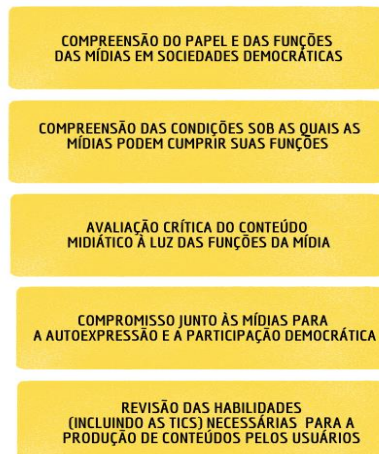 COMPREENSÃO DO PAPEL E DAS FUNÇÕES
DAS MÍDIAS EM SOCIEDADES DEMOCRÁTICAS
COMPREENSÃO DAS CONDIÇÕES SOB AS QUAIS AS
MÍDIAS PODEM CUMPRIR SUAS FUNÇÕES
AVALIAÇÃO CRÍTICA DO CONTEÚDO
MIDIÁTICO À LUZ DAS FUNÇÕES DA MÍDIA
COMPROMISSO JUNTO ÀS MÍDIAS PARA
A AUTOEXPRESSÃO E A PARTICIPAÇÃO DEMOCRÁTICA
REVISÃO DAS HABILIDADES
(INCLUINDO AS TICS) NECESSÁRIAS PARA A
PRODUÇÃO DE CONTEÚDOS PELOS USUÁRIOS